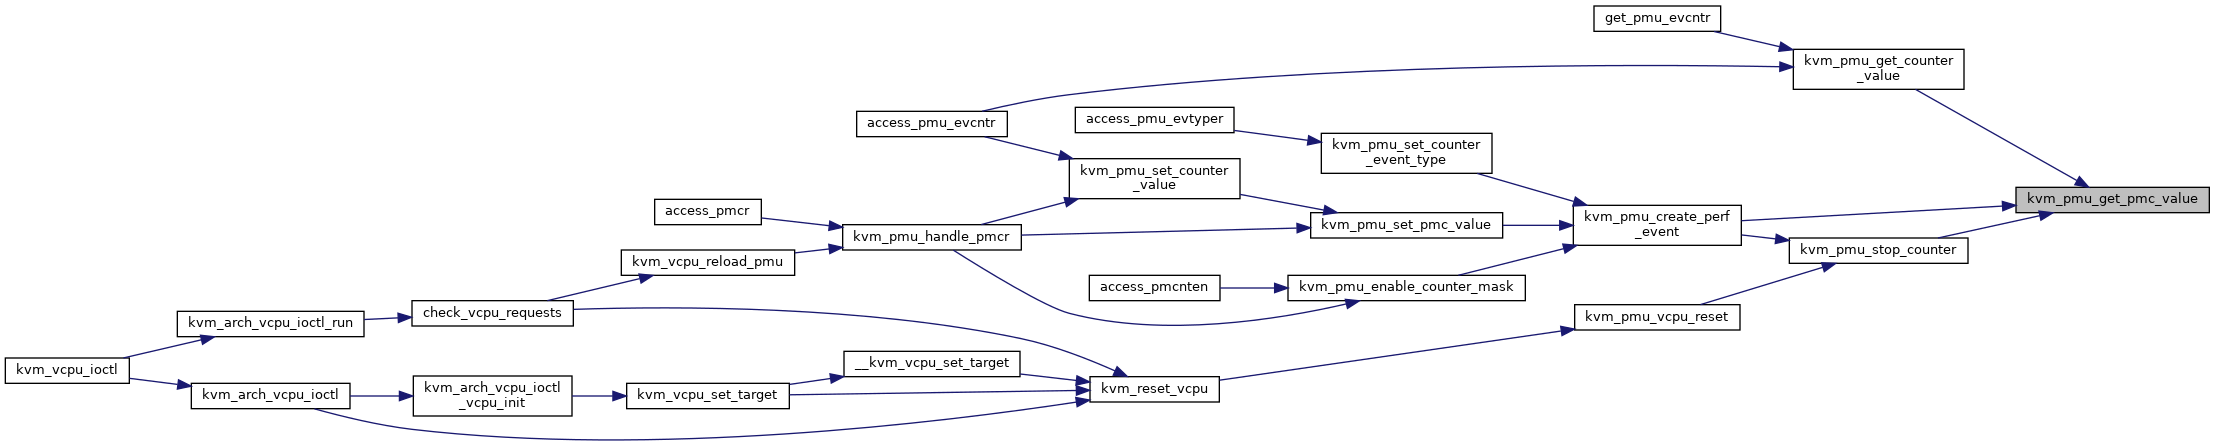 get_pmu_evcntr
kvm_pmu_get_counter
_value
access_pmu_evcntr
access_pmu_evtyper
kvm_pmu_set_counter
_event_type
kvm_pmu_set_counter
_value
kvm_pmu_get_pmc_value
access_pmcr
kvm_pmu_handle_pmcr
kvm_pmu_set_pmc_value
kvm_pmu_create_perf
_event
kvm_pmu_stop_counter
kvm_vcpu_reload_pmu
access_pmcnten
kvm_pmu_enable_counter_mask
check_vcpu_requests
kvm_pmu_vcpu_reset
kvm_arch_vcpu_ioctl_run
kvm_vcpu_ioctl
__kvm_vcpu_set_target
kvm_arch_vcpu_ioctl
kvm_arch_vcpu_ioctl
_vcpu_init
kvm_vcpu_set_target
kvm_reset_vcpu